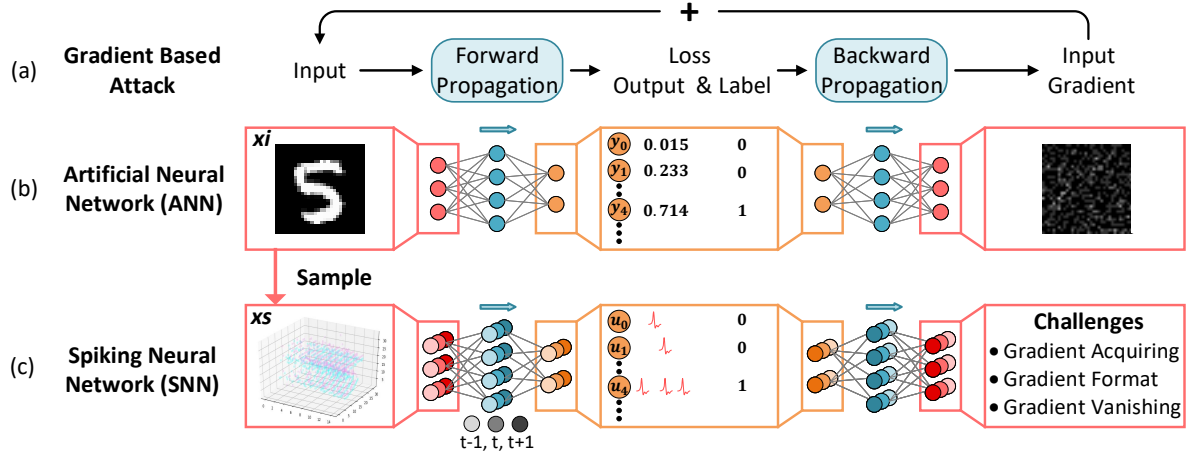 +
(a) Gradient Based Attack
Input
Forward Propagation
Loss
Output & Label
Backward Propagation
Input Gradient
(b) Artificial Neural Network (ANN)
xi
y0 0.015 0
y1 0.233 0
y4 0.714 1
Sample
(c) Spiking Neural Network (SNN)
xs
t-1, t, t+1
u0 0
u1 0
u4 1
Challenges
• Gradient Acquiring
• Gradient Format
• Gradient Vanishing